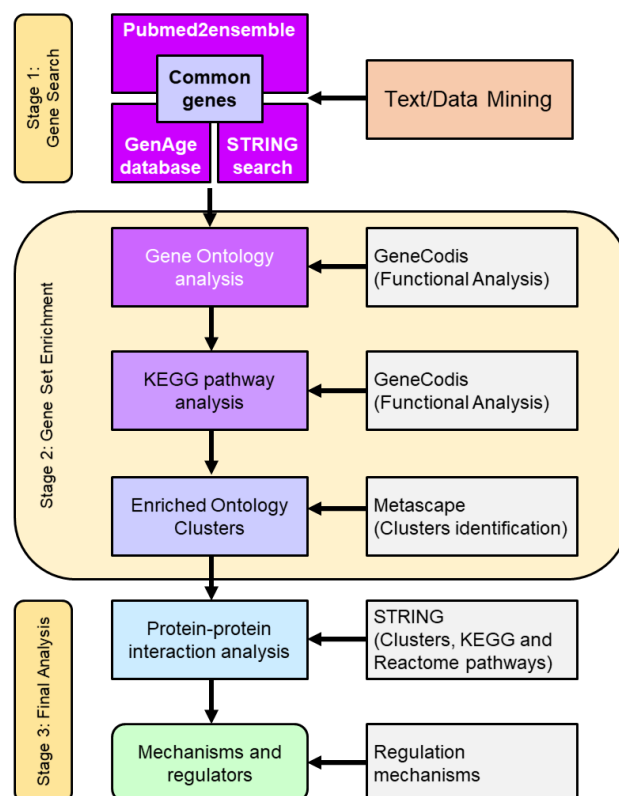 Stage 1:
Gene Search
Pubmed2ensemble
Common
genes
GenAge
database
STRING
search
Text/Data Mining
Stage 2: Gene Set Enrichment
Gene Ontology
analysis
GeneCodis
(Functional Analysis)
KEGG pathway
analysis
GeneCodis
(Functional Analysis)
Enriched Ontology
Clusters
Metascape
(Clusters identification)
Stage 3: Final Analysis
Protein-protein
interaction analysis
STRING
(Clusters, KEGG and
Reactome pathways)
Mechanisms and
regulators
Regulation
mechanisms